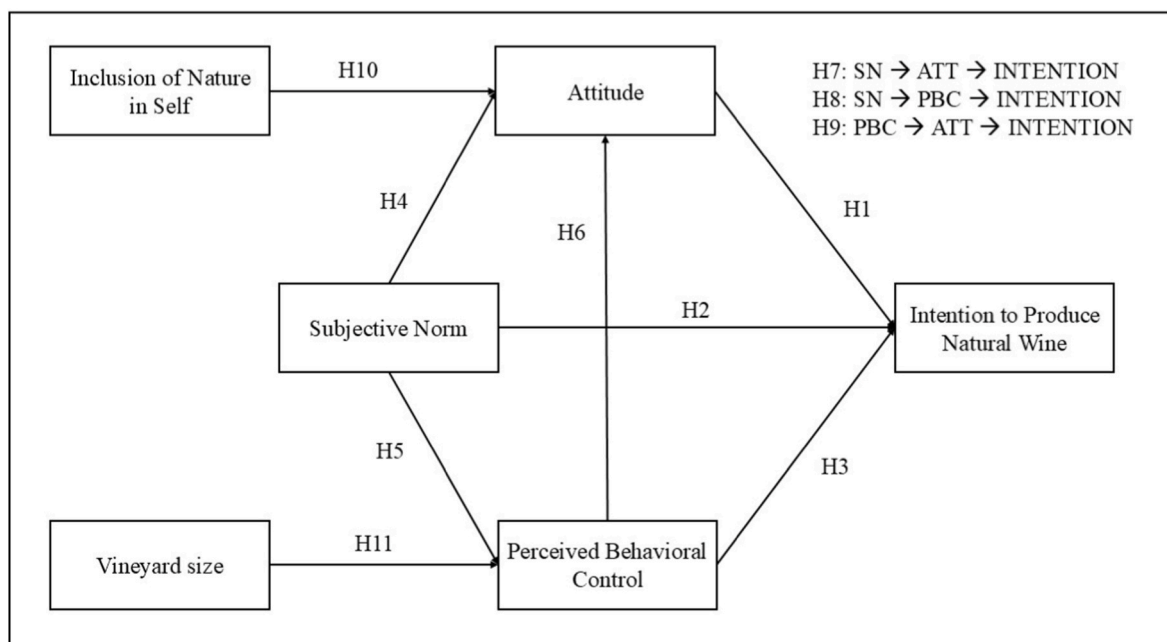 Inclusion of Nature
in Self
H10
Attitude
H7: SN → ATT → INTENTION
H8: SN → PBC → INTENTION
H9: PBC → ATT → INTENTION
H4
H6
H1
Subjective Norm
H2
Intention to Produce
Natural Wine
H5
H3
Vineyard size
H11
Perceived Behavioral
Control